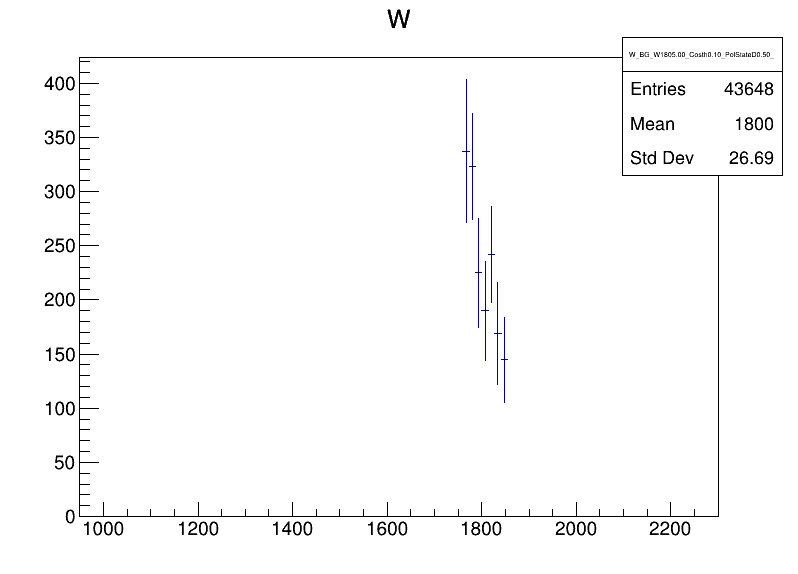 W
W_BG_W1805.00_Costh0.10_PolStateD0.50_
Entries 43648
Mean 1800
Std Dev 26.69
400
350
300
250
200
150
100
50
0
1000 1200 1400 1600 1800 2000 2200